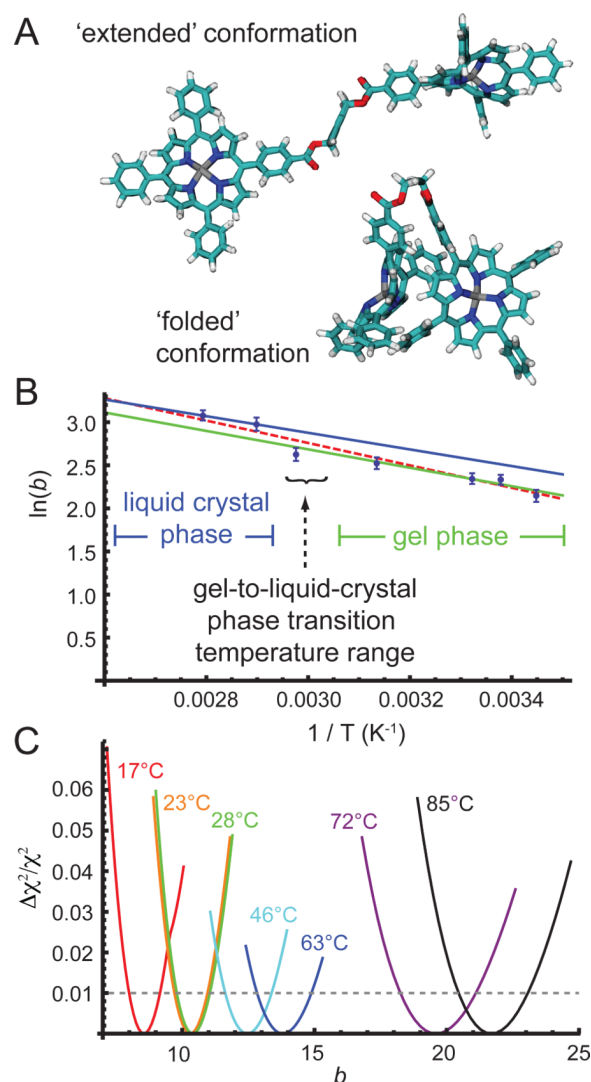 A
'extended' conformation
'folded'
conformation
B
3.0
2.5
2.0
1.5
1.0
0.5
ln(b)
liquid crystal
phase
gel phase
gel-to-liquid-crystal
phase transition
temperature range
0.0028 0.0030 0.0032 0.0034
1 / T (K⁻¹)
C
17°C
23°C
28°C
46°C
63°C
72°C
85°C
0.06
0.05
0.04
0.03
0.02
0.01
Δχ²/χ²
10 15 20 25
b